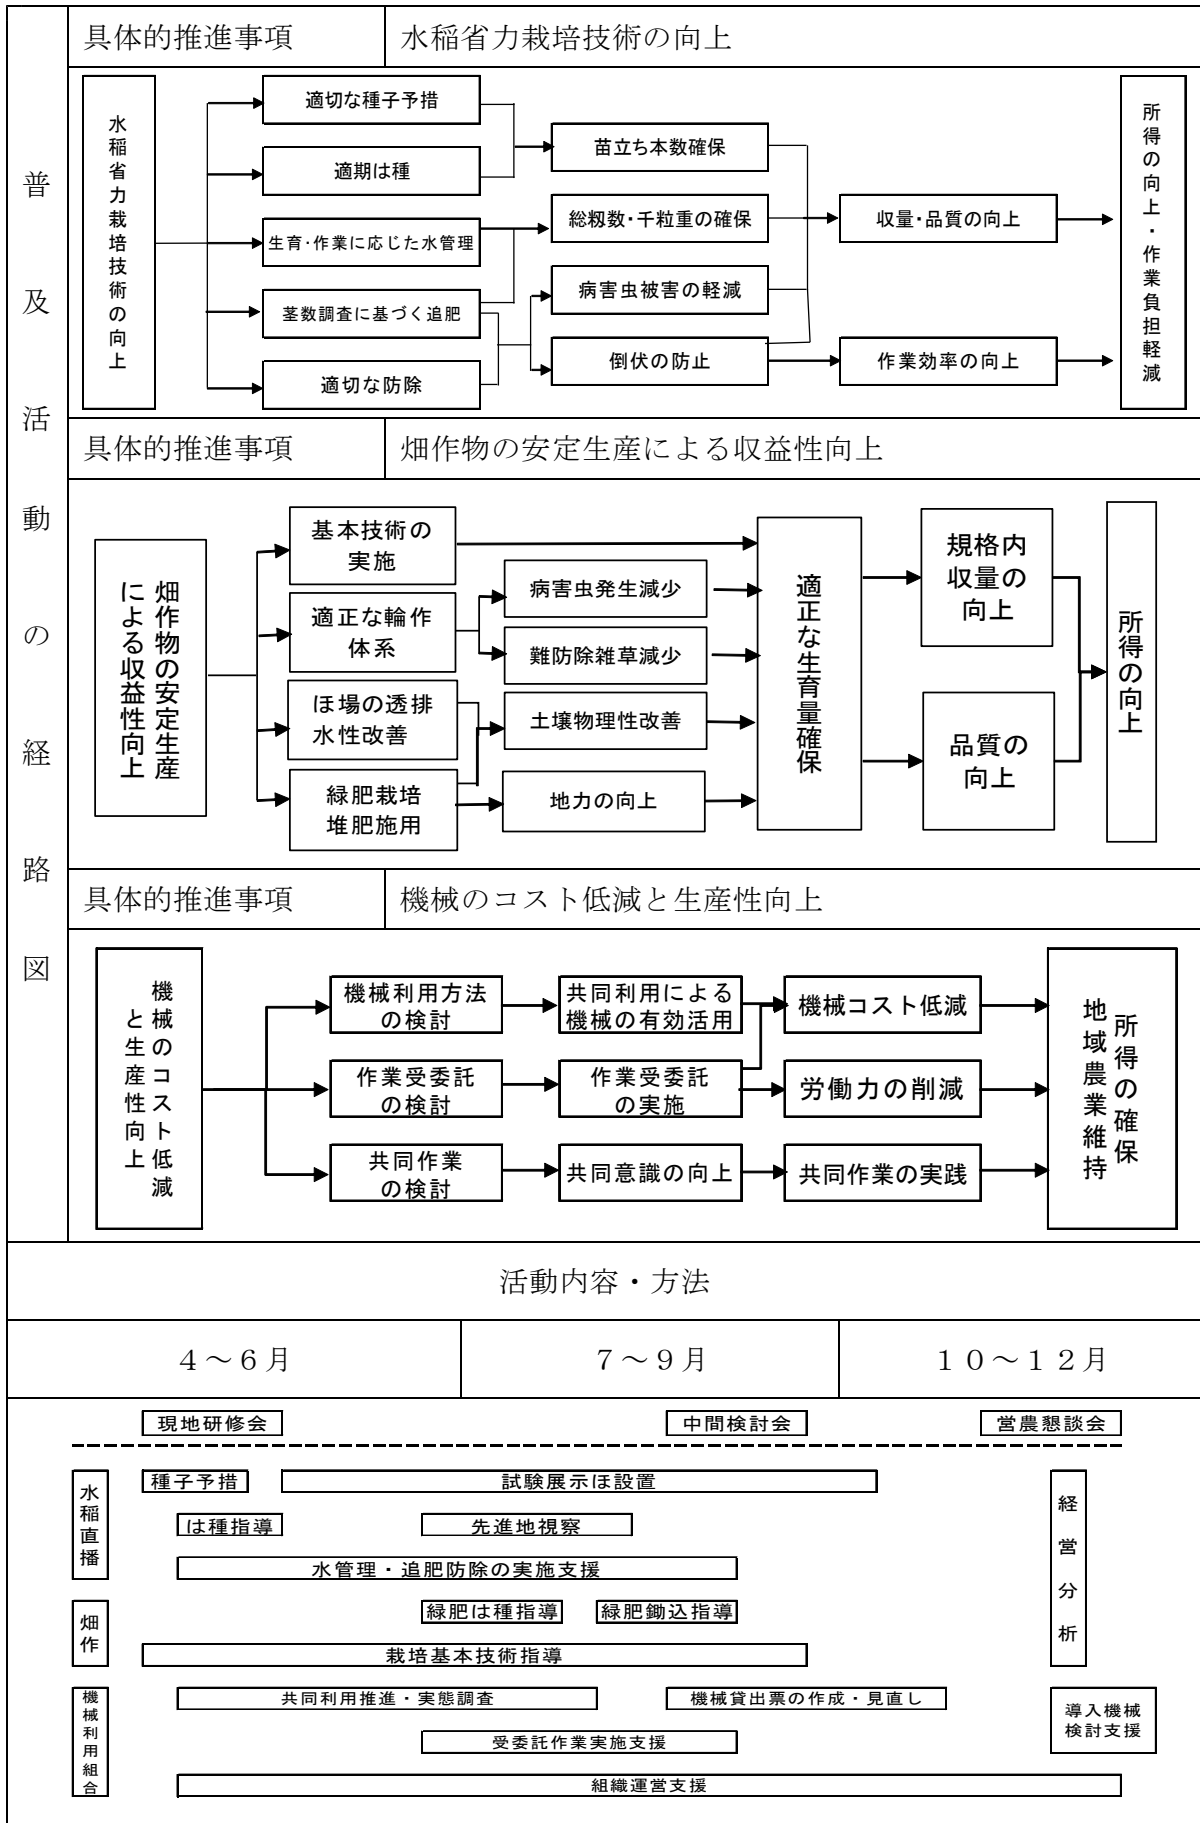 普及活動の経路図
具体的推進事項
水稲省力栽培技術の向上
水稲省力栽培技術の向上
適切な種子予措
適期は種
生育・作業に応じた水管理
茎数調査に基づく追肥
適切な防除
苗立ち本数確保
総籾数・千粒重の確保
病害虫被害の軽減
倒伏の防止
収量・品質の向上
作業効率の向上
所得の向上・作業負担軽減
具体的推進事項
畑作物の安定生産による収益性向上
畑作物の安定生産
による収益性向上
基本技術の
実施
適正な輪作
体系
ほ場の透排
水性改善
緑肥栽培
堆肥施用
病害虫発生減少
難防除雑草減少
土壌物理性改善
地力の向上
適正な生育量確保
規格内
収量の
向上
品質の
向上
所得の向上
具体的推進事項
機械のコスト低減と生産性向上
機械のコスト低減
と生産性向上
機械利用方法
の検討
作業受委託
の検討
共同作業
の検討
共同利用による
機械の有効活用
作業受委託
の実施
共同意識の向上
機械コスト低減
労働力の削減
共同作業の実践
所得の確保
地域農業維持
活動内容・方法
４～６月
７～９月
１０～１２月
現地研修会
中間検討会
営農懇談会
水稲直播
種子予措
試験展示ほ設置
は種指導
先進地視察
水管理・追肥防除の実施支援
経営分析
畑作
緑肥は種指導
緑肥鋤込指導
栽培基本技術指導
機械利用組合
共同利用推進・実態調査
機械貸出票の作成・見直し
導入機械
検討支援
受委託作業実施支援
組織運営支援